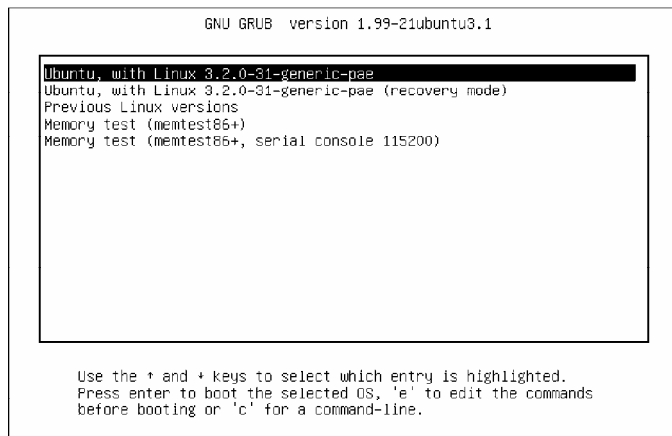 GNU GRUB  version 1.99-21ubuntu3.1
Ubuntu, with Linux 3.2.0-31-generic-pae
Ubuntu, with Linux 3.2.0-31-generic-pae (recovery mode)
Previous Linux versions
Memory test (memtest86+)
Memory test (memtest86+, serial console 115200)
Use the ↑ and ↓ keys to select which entry is highlighted.
Press enter to boot the selected OS, 'e' to edit the commands
before booting or 'c' for a command-line.